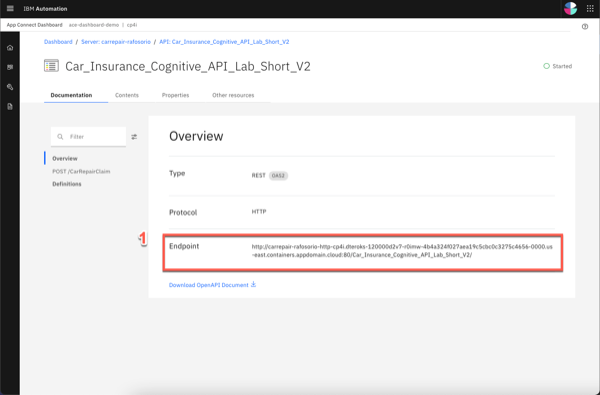 IBM Automation
App Connect Dashboard ace-dashboard-demo | cp4i
Dashboard / Server: carrepair-rafosorio / API: Car_Insurance_Cognitive_API_Lab_Short_V2
Car_Insurance_Cognitive_API_Lab_Short_V2
Started
Documentation Contents Properties Other resources
Filter
Overview
POST /CarRepairClaim
Definitions
Overview
Type REST OAS2
Protocol HTTP
1
Endpoint http://carrepair-rafosorio-http-cp4i.dteroks-120000d2v7-r0imw-4b4a324f027aea19c5cbc0c3275c4656-0000.us
-east.containers.appdomain.cloud:80/Car_Insurance_Cognitive_API_Lab_Short_V2/
Download OpenAPI Document